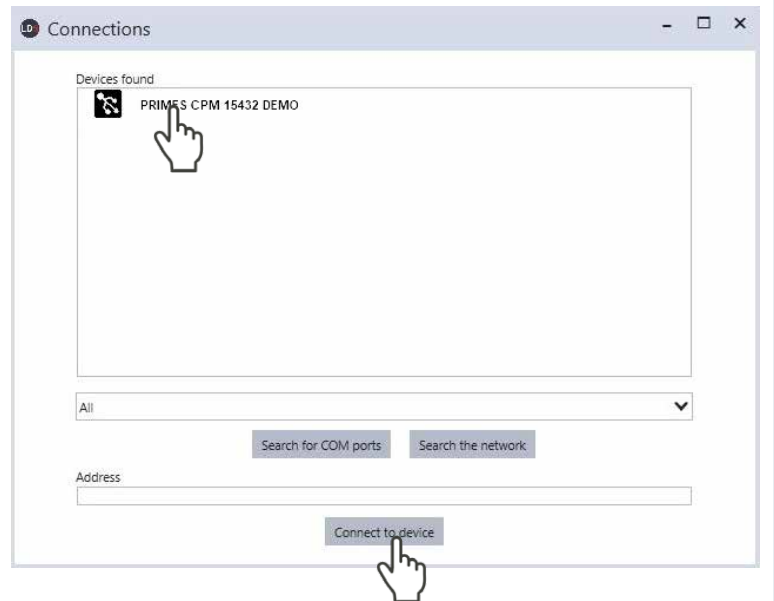 LD
Connections
Devices found
PRIMES CPM 15432 DEMO
All
Search for COM ports Search the network
Address
Connect to device